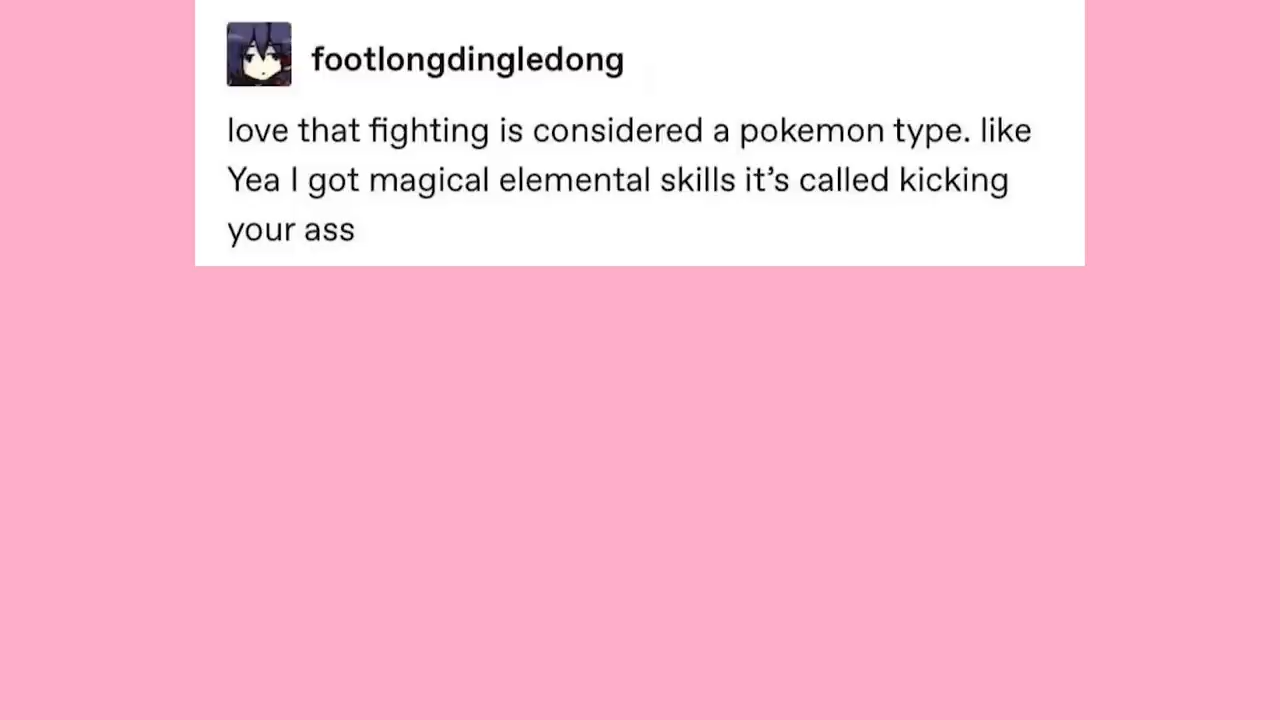 footlongdingledong
love that fighting is considered a pokemon type. like
Yea I got magical elemental skills it’s called kicking
your ass